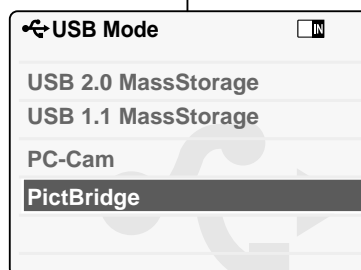 USB Mode
IN
USB 2.0 MassStorage
USB 1.1 MassStorage
PC-Cam
PictBridge